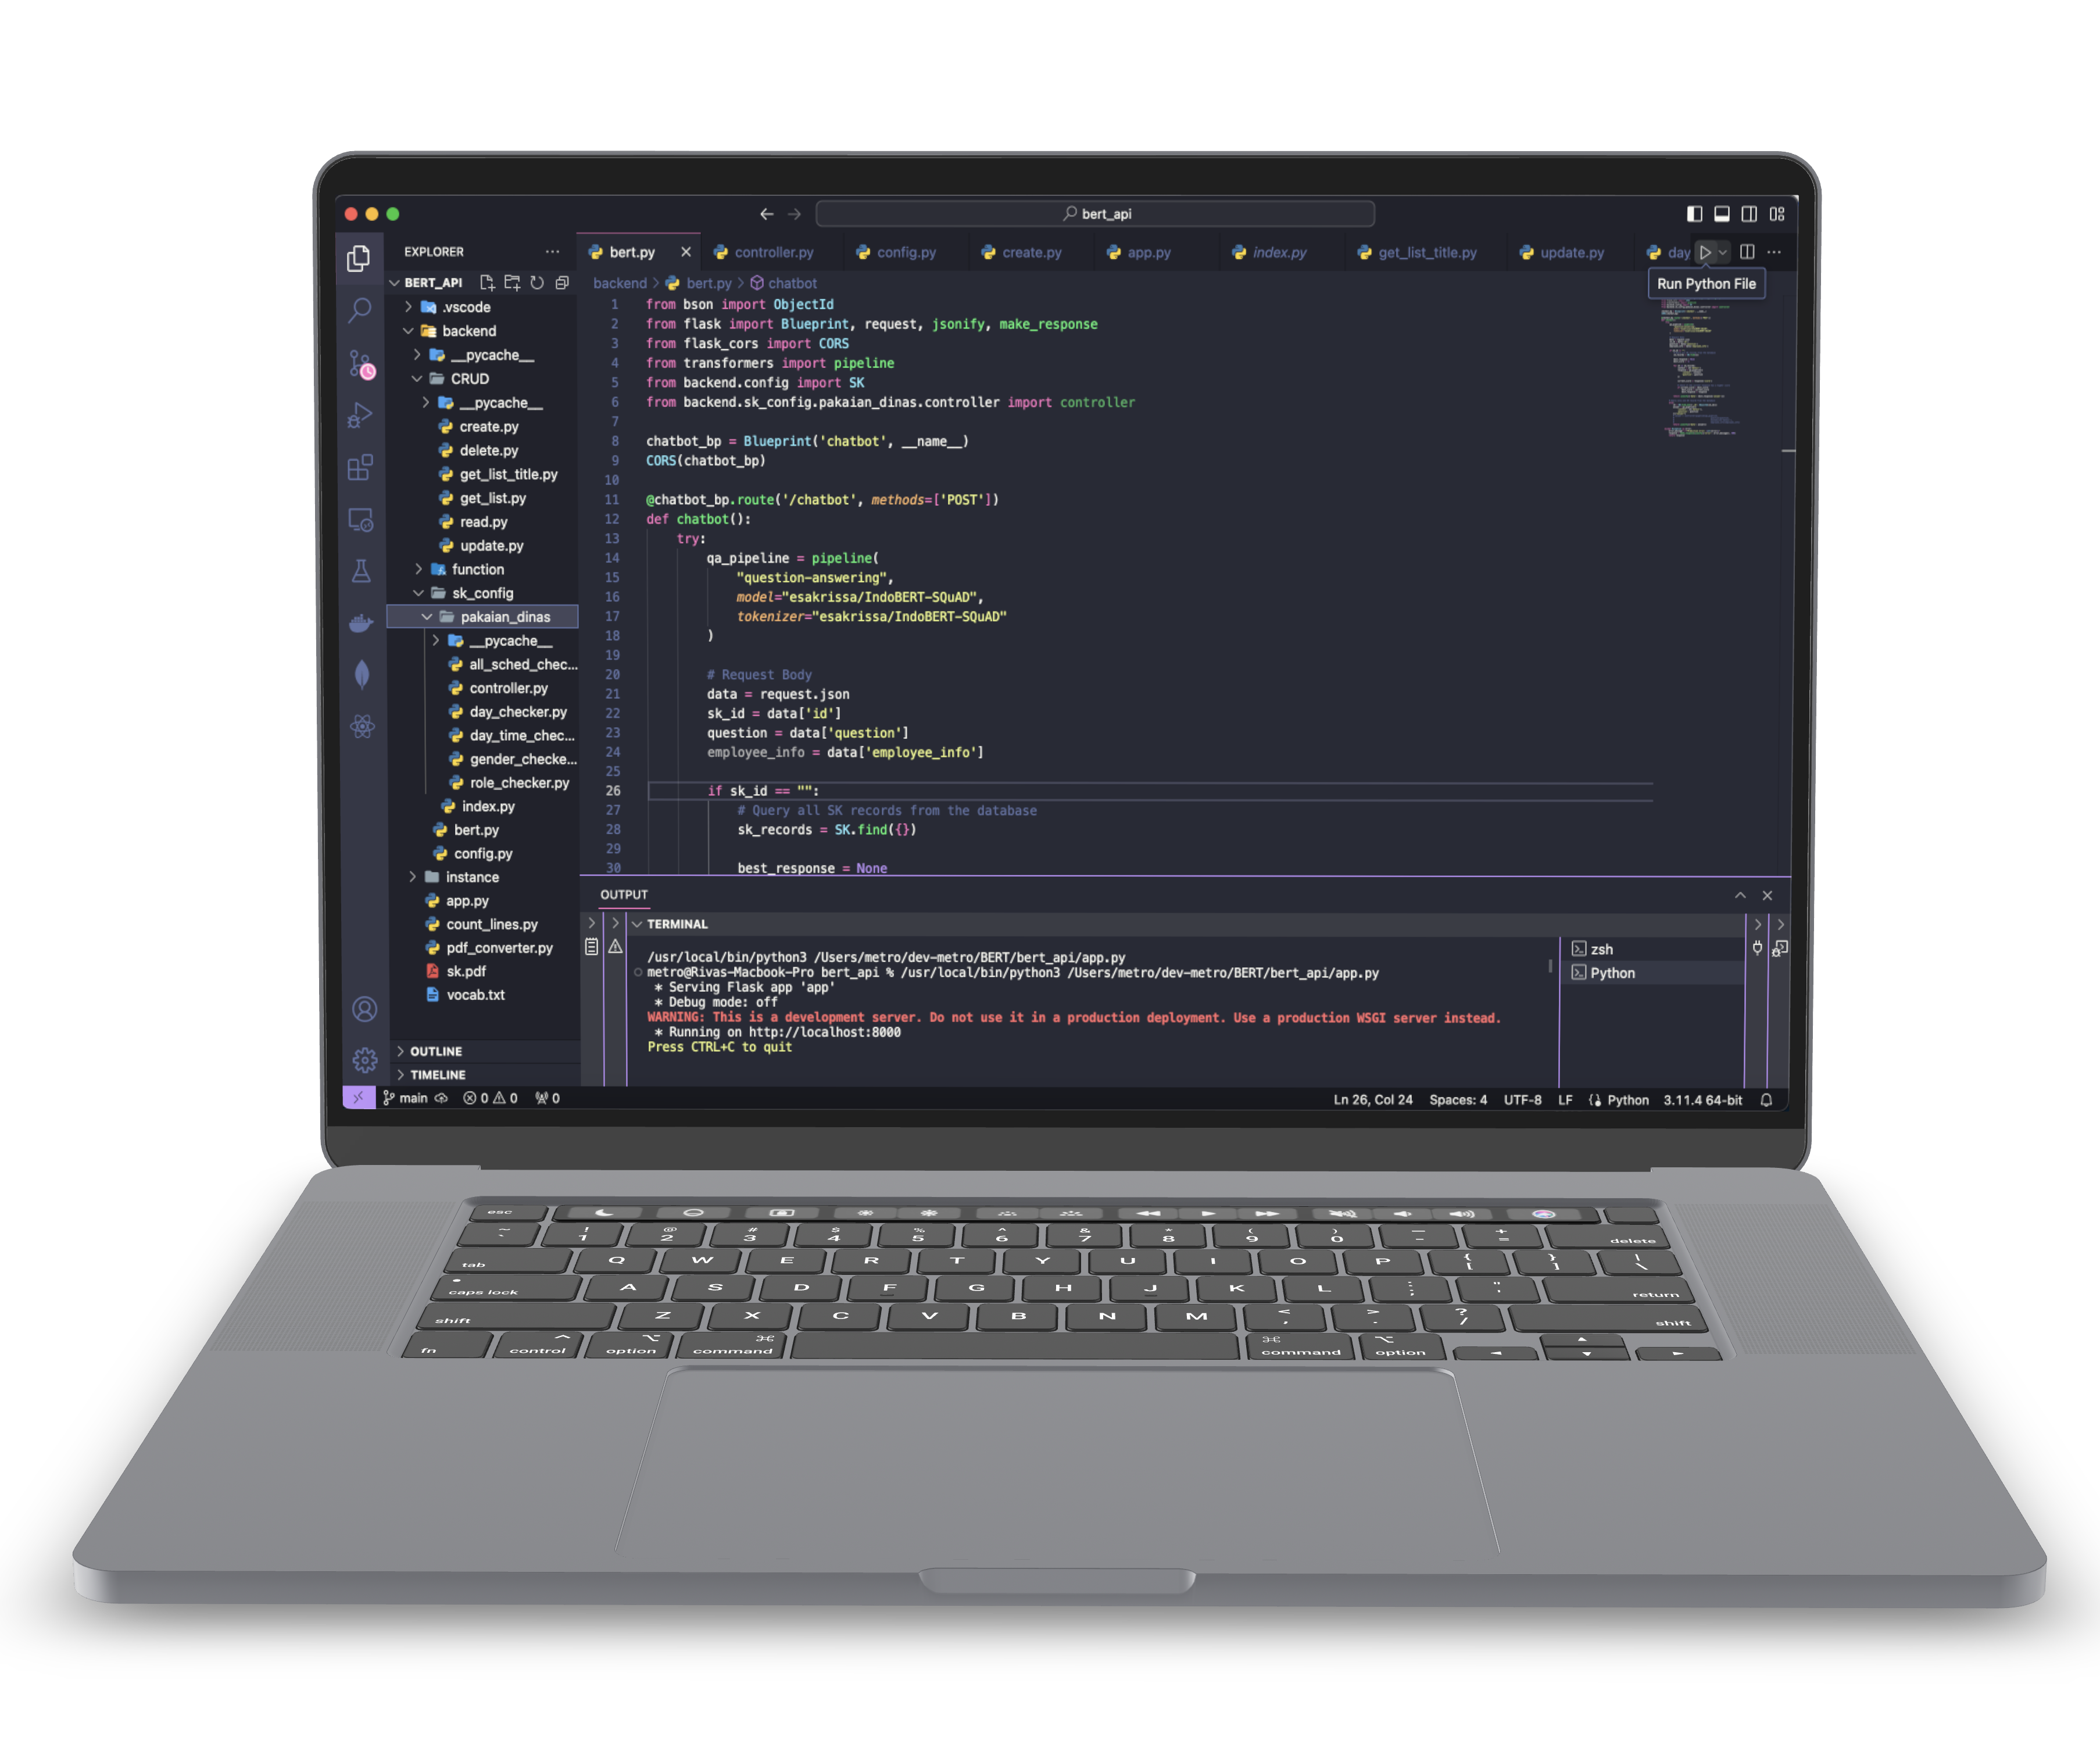 bert_api
EXPLORER
BERT_API
.vscode
backend
__pycache__
CRUD
__pycache__
create.py
delete.py
get_list_title.py
get_list.py
read.py
update.py
function
sk_config
pakaian_dinas
__pycache__
all_sched_chec...
controller.py
day_checker.py
day_time_chec...
gender_checke...
role_checker.py
index.py
bert.py
config.py
instance
app.py
count_lines.py
pdf_converter.py
sk.pdf
vocab.txt
OUTLINE
TIMELINE
bert.py controller.py config.py create.py app.py index.py get_list_title.py update.py day
Run Python File
backend > bert.py > chatbot
1 from bson import ObjectId
2 from flask import Blueprint, request, jsonify, make_response
3 from flask_cors import CORS
4 from transformers import pipeline
5 from backend.config import SK
6 from backend.sk_config.pakaian_dinas.controller import controller
7
8 chatbot_bp = Blueprint('chatbot', __name__)
9 CORS(chatbot_bp)
10
11 @chatbot_bp.route('/chatbot', methods=['POST'])
12 def chatbot():
13 try:
14 qa_pipeline = pipeline(
15 "question-answering",
16 model="esakrissa/IndoBERT-SQuAD",
17 tokenizer="esakrissa/IndoBERT-SQuAD"
18 )
19
20 # Request Body
21 data = request.json
22 sk_id = data['id']
23 question = data['question']
24 employee_info = data['employee_info']
25
26 if sk_id == "":
27 # Query all SK records from the database
28 sk_records = SK.find({})
29
30 best_response = None
OUTPUT
TERMINAL
/usr/local/bin/python3 /Users/metro/dev-metro/BERT/bert_api/app.py
metro@Rivas-Macbook-Pro bert_api % /usr/local/bin/python3 /Users/metro/dev-metro/BERT/bert_api/app.py
* Serving Flask app 'app'
* Debug mode: off
WARNING: This is a development server. Do not use it in a production deployment. Use a production WSGI server instead.
* Running on http://localhost:8000
Press CTRL+C to quit
zsh
Python
main 0 0 0 Ln 26, Col 24 Spaces: 4 UTF-8 LF Python 3.11.4 64-bit
esc
~ ` ! 1 @ 2 # 3 $ 4 % 5 ^ 6 & 7 * 8 ( 9 ) 0 — - + = delete
tab Q W E R T Y U I O P { [ } ] | \
caps lock A S D F G H J K L : ; " ' return
shift Z X C V B N M < , > . ? / shift
fn control option command command option